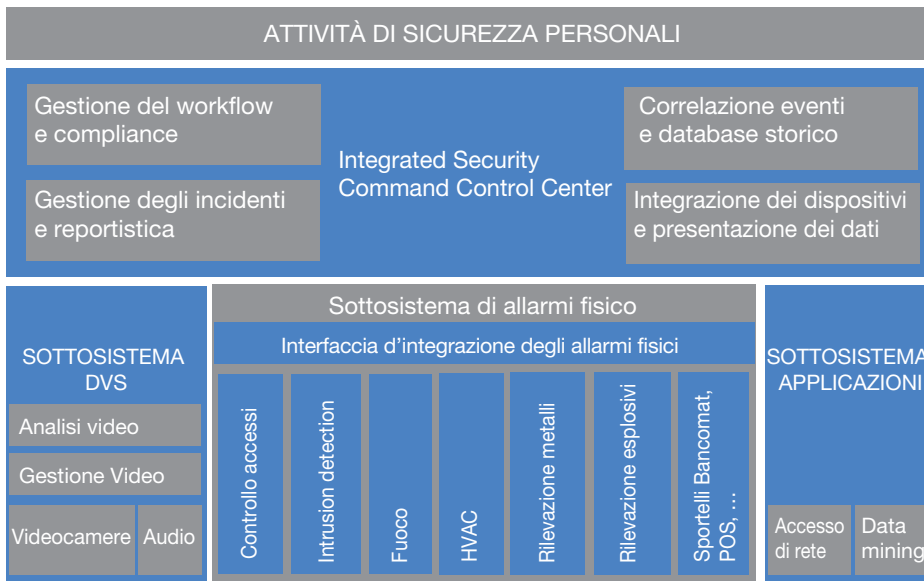 ATTIVITÀ DI SICUREZZA PERSONALI
Gestione del workflow
e compliance
Gestione degli incidenti
e reportistica
Integrated Security
Command Control Center
Correlazione eventi
e database storico
Integrazione dei dispositivi
e presentazione dei dati
SOTTOSISTEMA
DVS
Analisi video
Gestione Video
Videocamere
Audio
Sottosistema di allarmi fisico
Interfaccia d'integrazione degli allarmi fisici
Controllo accessi
Intrusion detection
Fuoco
HVAC
Rilevazione metalli
Rilevazione esplosivi
Sportelli Bancomat,
POS, ...
SOTTOSISTEMA
APPLICAZIONI
Accesso
di rete
Data
mining